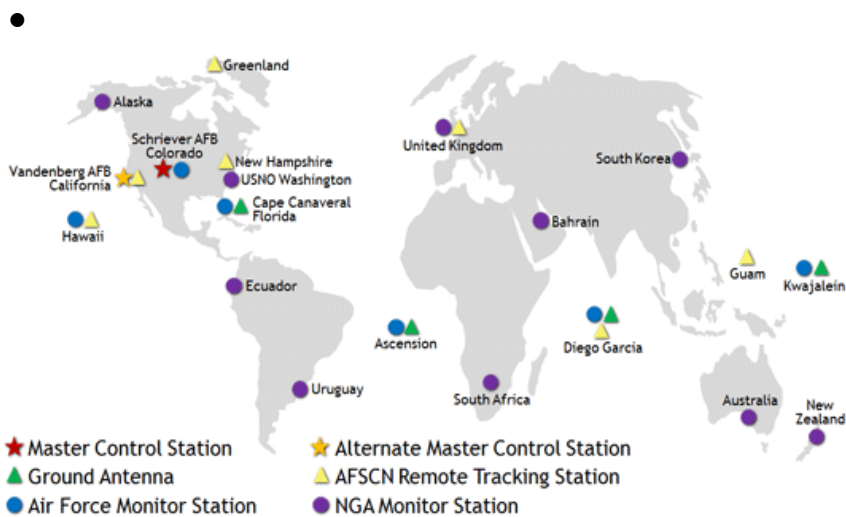 Greenland
Alaska
Schriever AFB
Colorado
Vandenberg AFB
California
New Hampshire
USNO Washington
Cape Canaveral
Florida
Hawaii
United Kingdom
South Korea
Bahrain
Ecuador
Guam
Kwajalein
Ascension
Diego Garcia
Uruguay
South Africa
Australia
New
Zealand
Master Control Station
Alternate Master Control Station
Ground Antenna
AFSCN Remote Tracking Station
Air Force Monitor Station
NGA Monitor Station